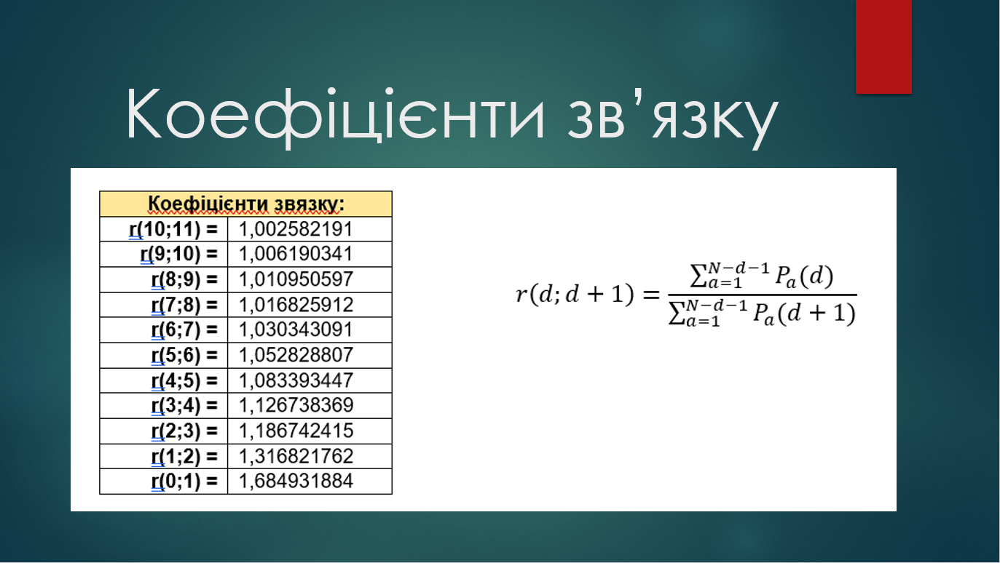 Коефіцієнти зв’язку
Коефіцієнти звязку:
r(10;11) = 1,002582191
r(9;10) = 1,006190341
r(8;9) = 1,010950597
r(7;8) = 1,016825912
r(6;7) = 1,030343091
r(5;6) = 1,052828807
r(4;5) = 1,083393447
r(3;4) = 1,126738369
r(2;3) = 1,186742415
r(1;2) = 1,316821762
r(0;1) = 1,684931884
r(d; d + 1) = \frac{\sum_{a=1}^{N-d-1} P_a(d)}{\sum_{a=1}^{N-d-1} P_a(d + 1)}